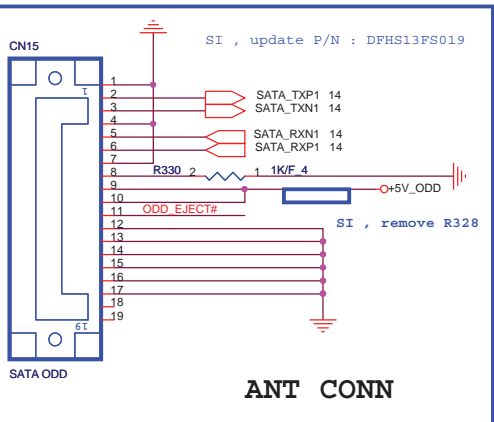 CN15
SI , update P/N : DFHS13FS019
1
1
2
SATA_TXP1 14
3
SATA_TXN1 14
4
5
SATA_RXN1 14
6
SATA_RXP1 14
7
8
R330 2 1 1K/F_4
9
+5V_ODD
10
11
ODD_EJECT#
SI , remove R328
12
13
14
15
16
17
18
19
19
SATA ODD
ANT CONN